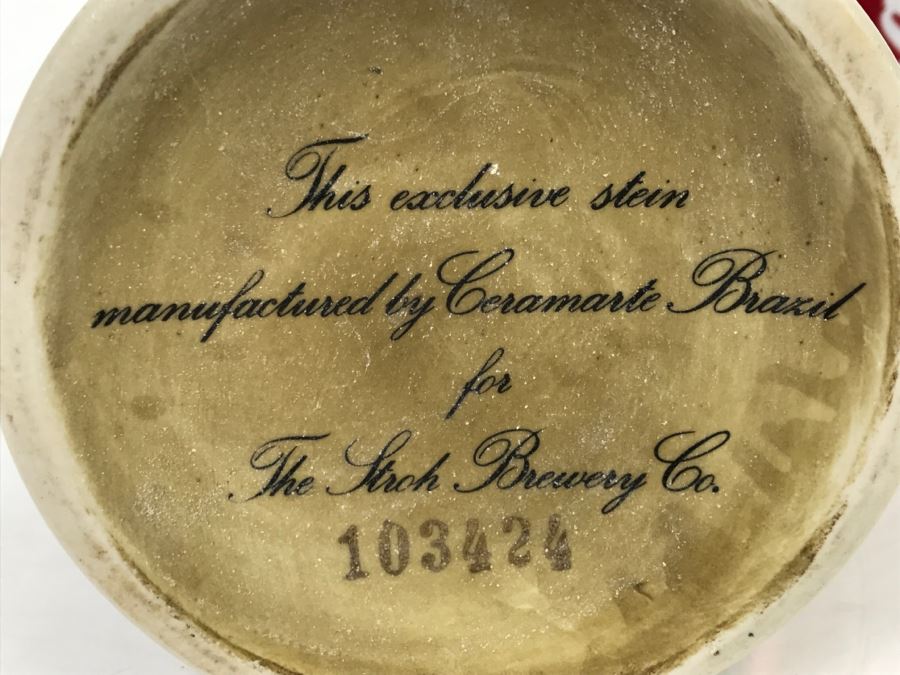 This exclusive stein
manufactured by Ceramarte Brazil
for
The Stroh Brewery Co.
103424